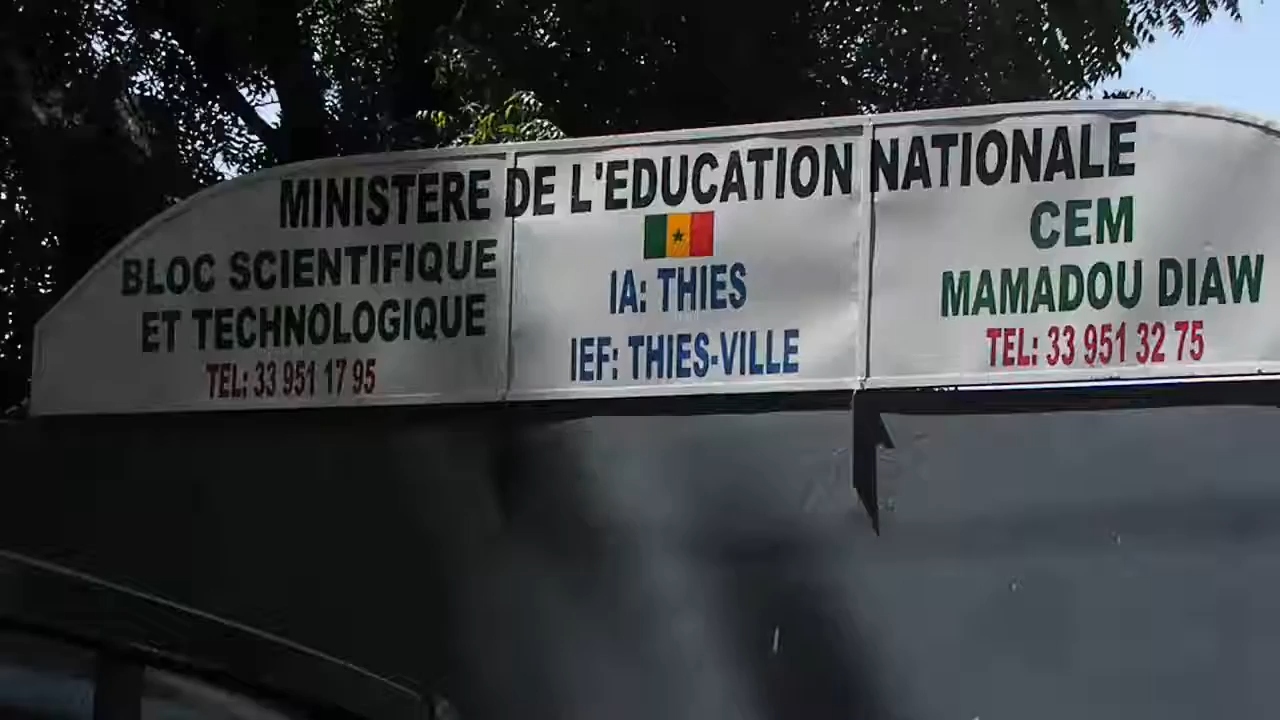 MINISTERE DE L'EDUCATION NATIONALE
BLOC SCIENTIFIQUE
ET TECHNOLOGIQUE
TEL: 33 951 17 95
IA: THIES
IEF: THIES-VILLE
CEM
MAMADOU DIAW
TEL: 33 951 32 75